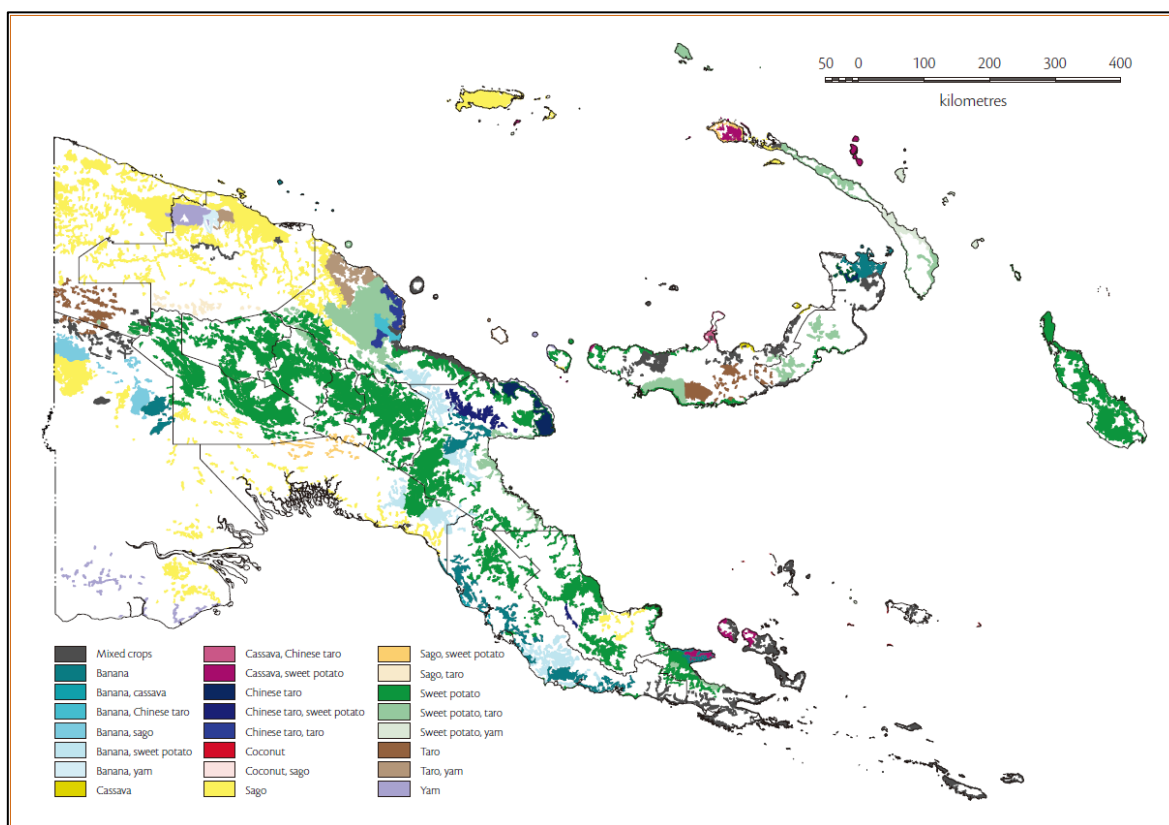 50 0 100 200 300 400
kilometres
Mixed crops
Banana
Banana, cassava
Banana, Chinese taro
Banana, sago
Banana, sweet potato
Banana, yam
Cassava
Cassava, Chinese taro
Cassava, sweet potato
Chinese taro
Chinese taro, sweet potato
Chinese taro, taro
Coconut
Coconut, sago
Sago
Sago, sweet potato
Sago, taro
Sweet potato
Sweet potato, taro
Sweet potato, yam
Taro
Taro, yam
Yam